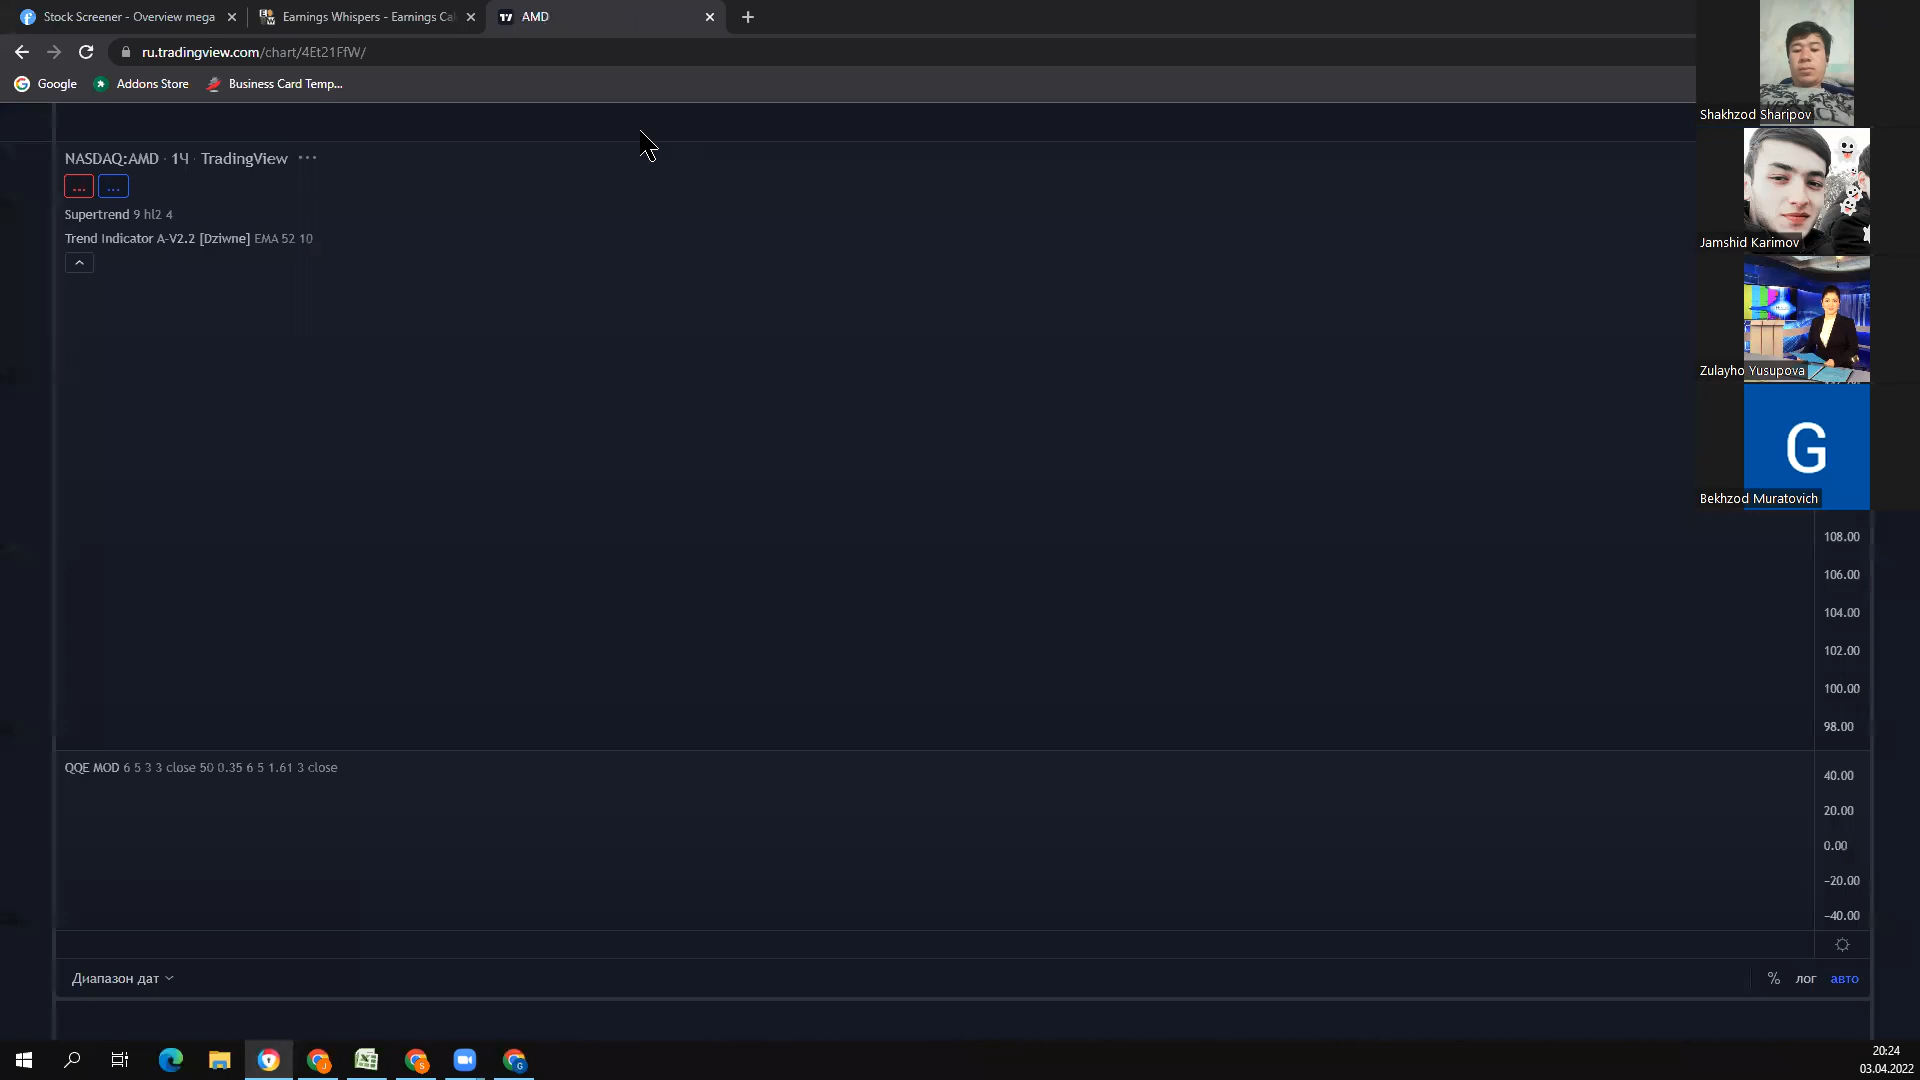 Stock Screener - Overview mega
Earnings Whispers - Earnings Cal
AMD
ru.tradingview.com/chart/4Et21FfW/
Google
Addons Store
Business Card Temp...
Shakhzod Sharipov
NASDAQ:AMD · 1Ч · TradingView
...
...
Supertrend 9 hl2 4
Trend Indicator A-V2.2 [Dziwne] EMA 52 10
Jamshid Karimov
Zulayho Yusupova
G
Bekhzod Muratovich
108.00
106.00
104.00
102.00
100.00
98.00
QQE MOD 6 5 3 3 close 50 0.35 6 5 1.61 3 close
40.00
20.00
0.00
−20.00
−40.00
Диапазон дат
%
лог
авто
20:24
03.04.2022